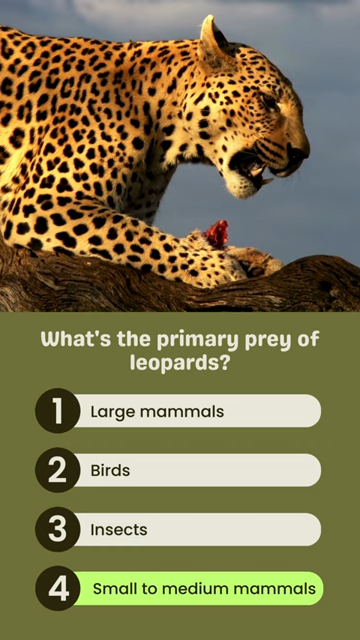 What's the primary prey of
leopards?
1 Large mammals
2 Birds
3 Insects
4 Small to medium mammals